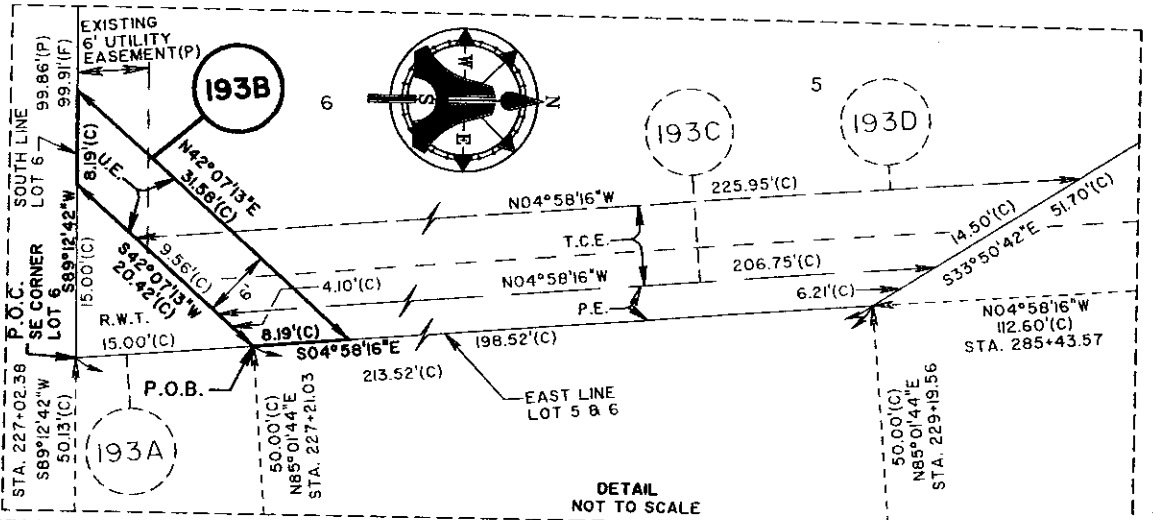 EXISTING
6' UTILITY
EASEMENT(P)
193B
6
W
S
N
E
5
193C
193D
99.86'(P)
99.91'(F)
SOUTH LINE
LOT 6
8.19'(C)
U.E.
N42°07'13"E
31.58'(C)
N04°58'16"W
225.95'(C)
T.C.E.
14.50'(C)
51.70'(C)
S33°50'42"E
S89°12'42"W
15.00'(C)
9.56'(C)
S42°07'13"W
20.42'(C)
6'
4.10'(C)
N04°58'16"W
206.75'(C)
6.21'(C)
P.E.
N04°58'16"W
112.60'(C)
STA. 285+43.57
P.O.C.
SE CORNER
LOT 6
R.W.T.
15.00'(C)
8.19'(C)
S04°58'16"E
198.52'(C)
213.52'(C)
P.O.B.
EAST LINE
LOT 5 & 6
STA. 227+02.38
S89°12'42"W
50.13'(C)
193A
50.00'(C)
N85°01'44"E
STA. 227+21.03
50.00'(C)
N85°01'44"E
STA. 229+19.56
DETAIL
NOT TO SCALE